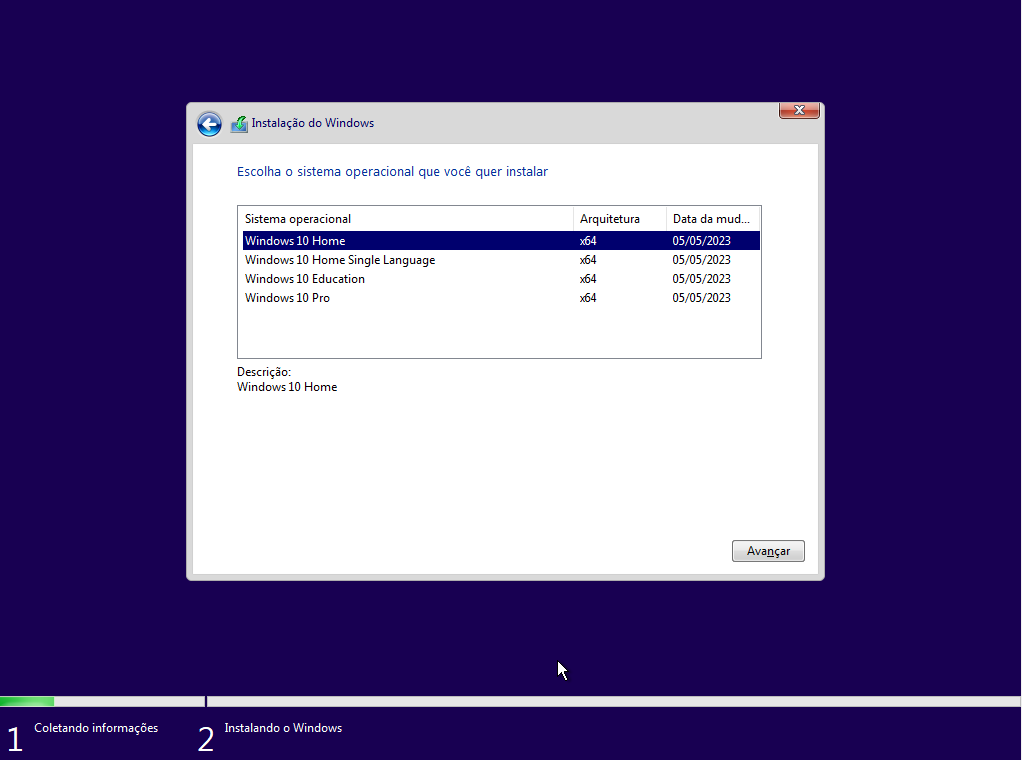 Instalação do Windows
Escolha o sistema operacional que você quer instalar
Sistema operacional Arquitetura Data da mud...
Windows 10 Home x64 05/05/2023
Windows 10 Home Single Language x64 05/05/2023
Windows 10 Education x64 05/05/2023
Windows 10 Pro x64 05/05/2023
Descrição:
Windows 10 Home
Avançar
1 Coletando informações 2 Instalando o Windows